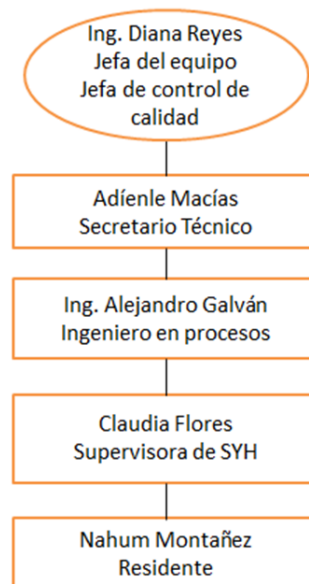 Ing. Diana Reyes
Jefa del equipo
Jefa de control de
calidad
Adíenle Macías
Secretario Técnico
Ing. Alejandro Galván
Ingeniero en procesos
Claudia Flores
Supervisora de SYH
Nahum Montañez
Residente